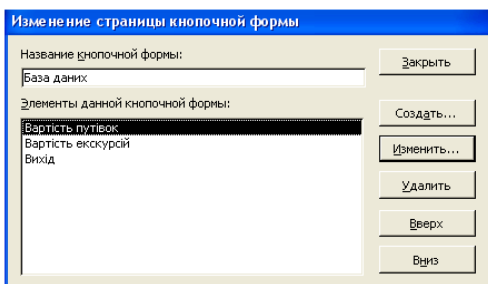 Изменение страницы кнопочной формы
Название кнопочной формы:
База даних
Элементы данной кнопочной формы:
Вартість путівок
Вартість екскурсій
Вихід
Закрыть
Создать...
Изменить...
Удалить
Вверх
Вниз